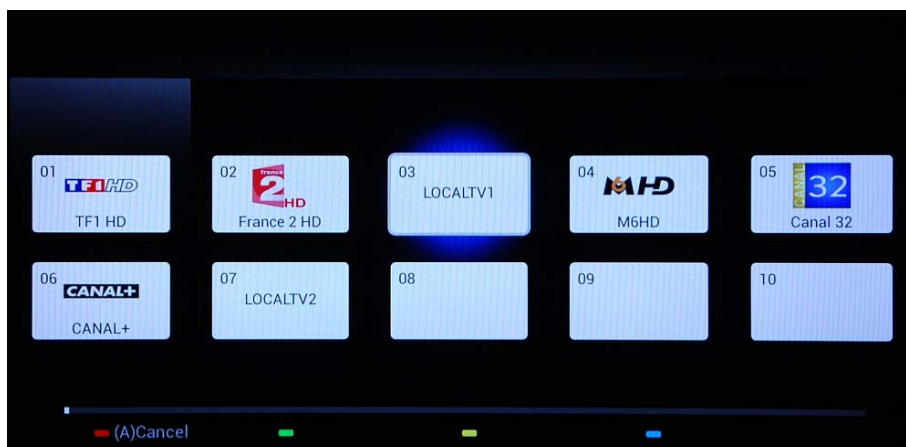 01
TF1 HD
TF1 HD
02
france
2 HD
France 2 HD
03
LOCALTV1
04
M6 HD
M6HD
05
CANAL 32
Canal 32
06
CANAL+
CANAL+
07
LOCALTV2
08
09
10
(A)Cancel